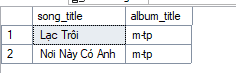 song_title album_title
1 Lạc Trôi m-tp
2 Nơi Này Có Anh m-tp